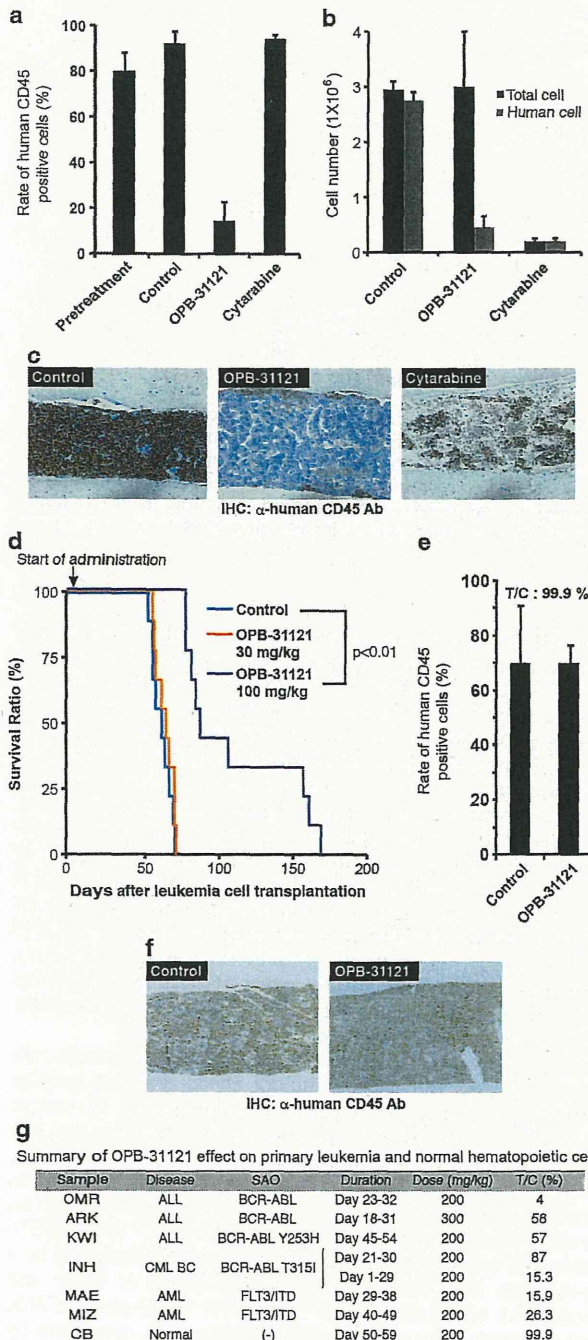 a
b
Rate of human CD45
positive cells (%)
100
80
60
40
20
0
Pretreatment
Control
OPB-31121
Cytarabine
Cell number (1X10⁶)
4
3
2
1
0
Total cell
Human cell
Control
OPB-31121
Cytarabine
c
Control
OPB-31121
Cytarabine
IHC: α-human CD45 Ab
d
Start of administration
Survival Ratio (%)
100
75
50
25
0
Control
OPB-31121
30 mg/kg
OPB-31121
100 mg/kg
p<0.01
0 50 100 150 200
Days after leukemia cell transplantation
e
T/C : 99.9 %
Rate of human CD45
positive cells (%)
100
80
60
40
20
0
Control
OPB-31121
f
Control
OPB-31121
IHC: α-human CD45 Ab
g
Summary of OPB-31121 effect on primary leukemia and normal hematopoietic ce
Sample Disease SAO Duration Dose (mg/kg) T/C (%)
OMR ALL BCR-ABL Day 23-32 200 4
ARK ALL BCR-ABL Day 18-31 300 58
KWI ALL BCR-ABL Y253H Day 45-54 200 57
INH CML BC BCR-ABL T315I Day 21-30 200 87
Day 1-29 200 15.3
MAE AML FLT3/ITD Day 29-38 200 15.9
MIZ AML FLT3/ITD Day 40-49 200 26.3
CB Normal (-) Day 50-59 200 99.9